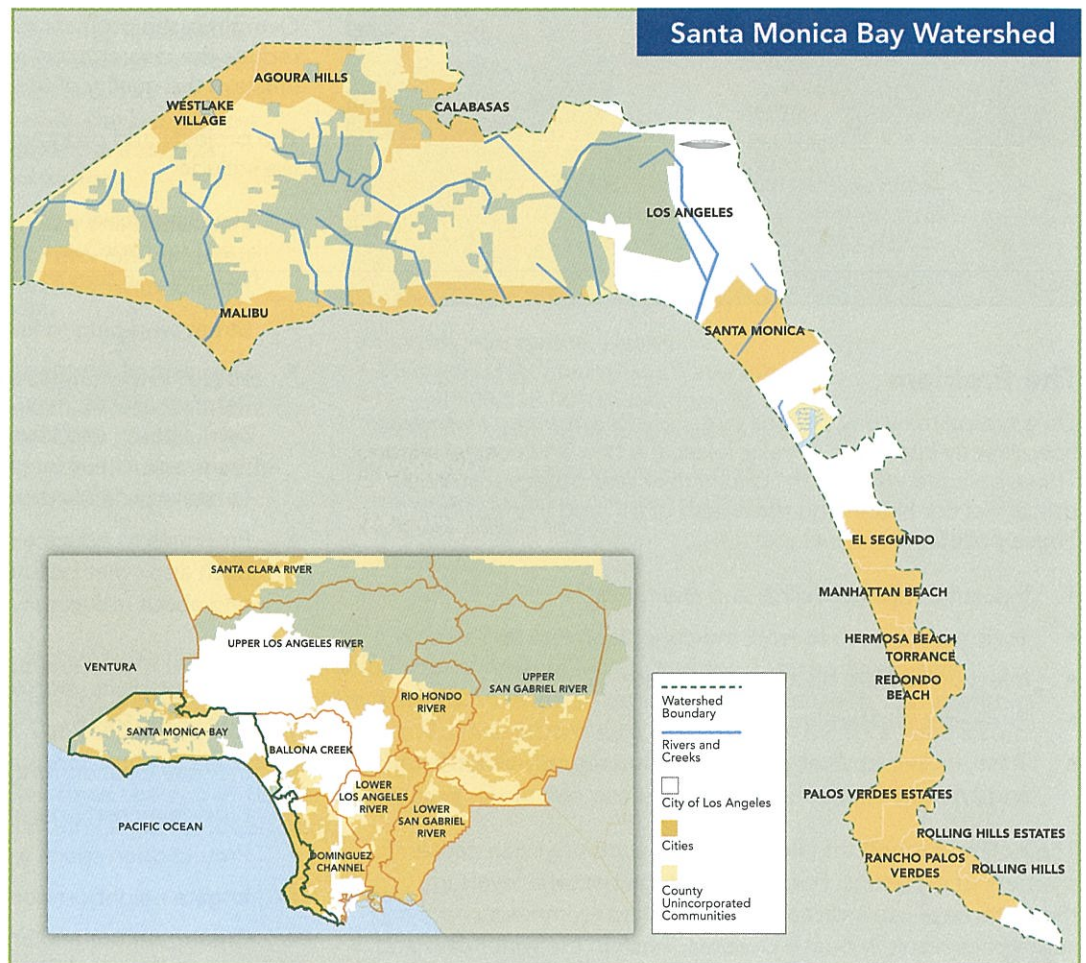 Santa Monica Bay Watershed
AGOURA HILLS
WESTLAKE
VILLAGE
CALABASAS
LOS ANGELES
MALIBU
SANTA MONICA
EL SEGUNDO
MANHATTAN BEACH
HERMOSA BEACH
TORRANCE
REDONDO
BEACH
PALOS VERDES ESTATES
ROLLING HILLS ESTATES
RANCHO PALOS
VERDES
ROLLING HILLS
SANTA CLARA RIVER
UPPER LOS ANGELES RIVER
VENTURA
UPPER
SAN GABRIEL RIVER
RIO HONDO
RIVER
SANTA MONICA BAY
BALLONA CREEK
LOWER
LOS ANGELES
RIVER
LOWER
SAN GABRIEL
RIVER
PACIFIC OCEAN
DOMINGUEZ
CHANNEL
Watershed
Boundary
Rivers and
Creeks
City of Los Angeles
Cities
County
Unincorporated
Communities